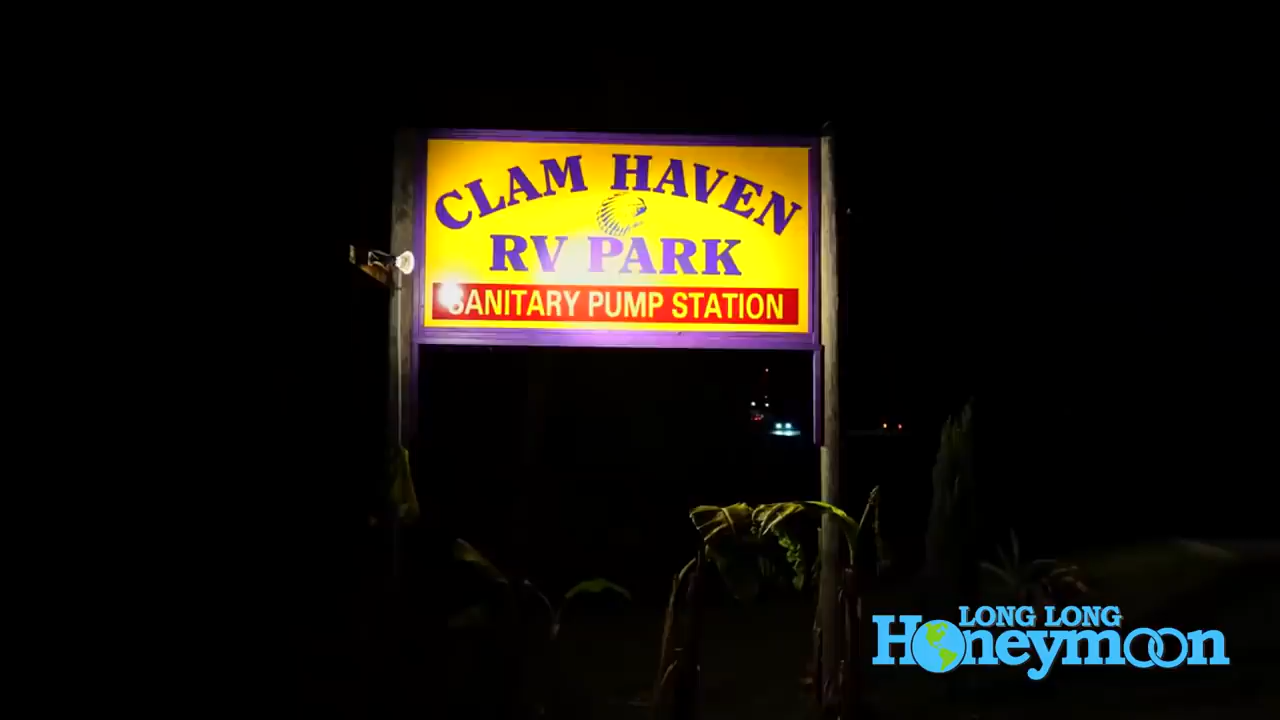 CLAM HAVEN
RV PARK
SANITARY PUMP STATION
LONG LONG
Honeymoon